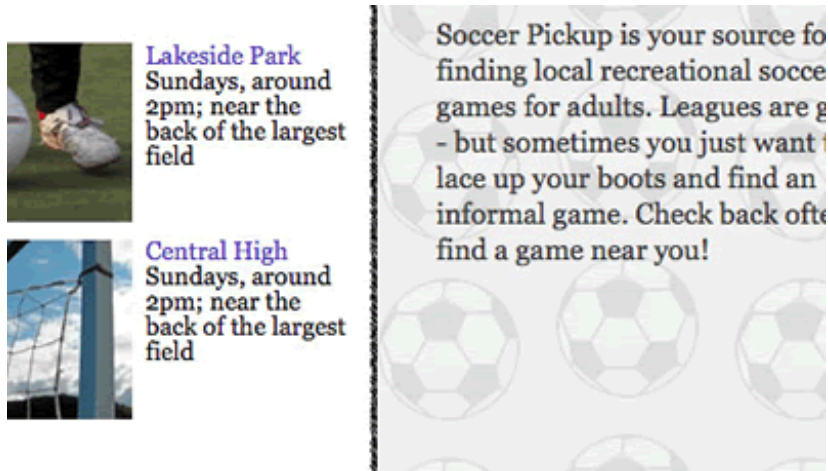 Lakeside Park
Sundays, around
2pm; near the
back of the largest
field
Central High
Sundays, around
2pm; near the
back of the largest
field
Soccer Pickup is your source fo
finding local recreational socce
games for adults. Leagues are g
- but sometimes you just want
lace up your boots and find an
informal game. Check back ofte
find a game near you!